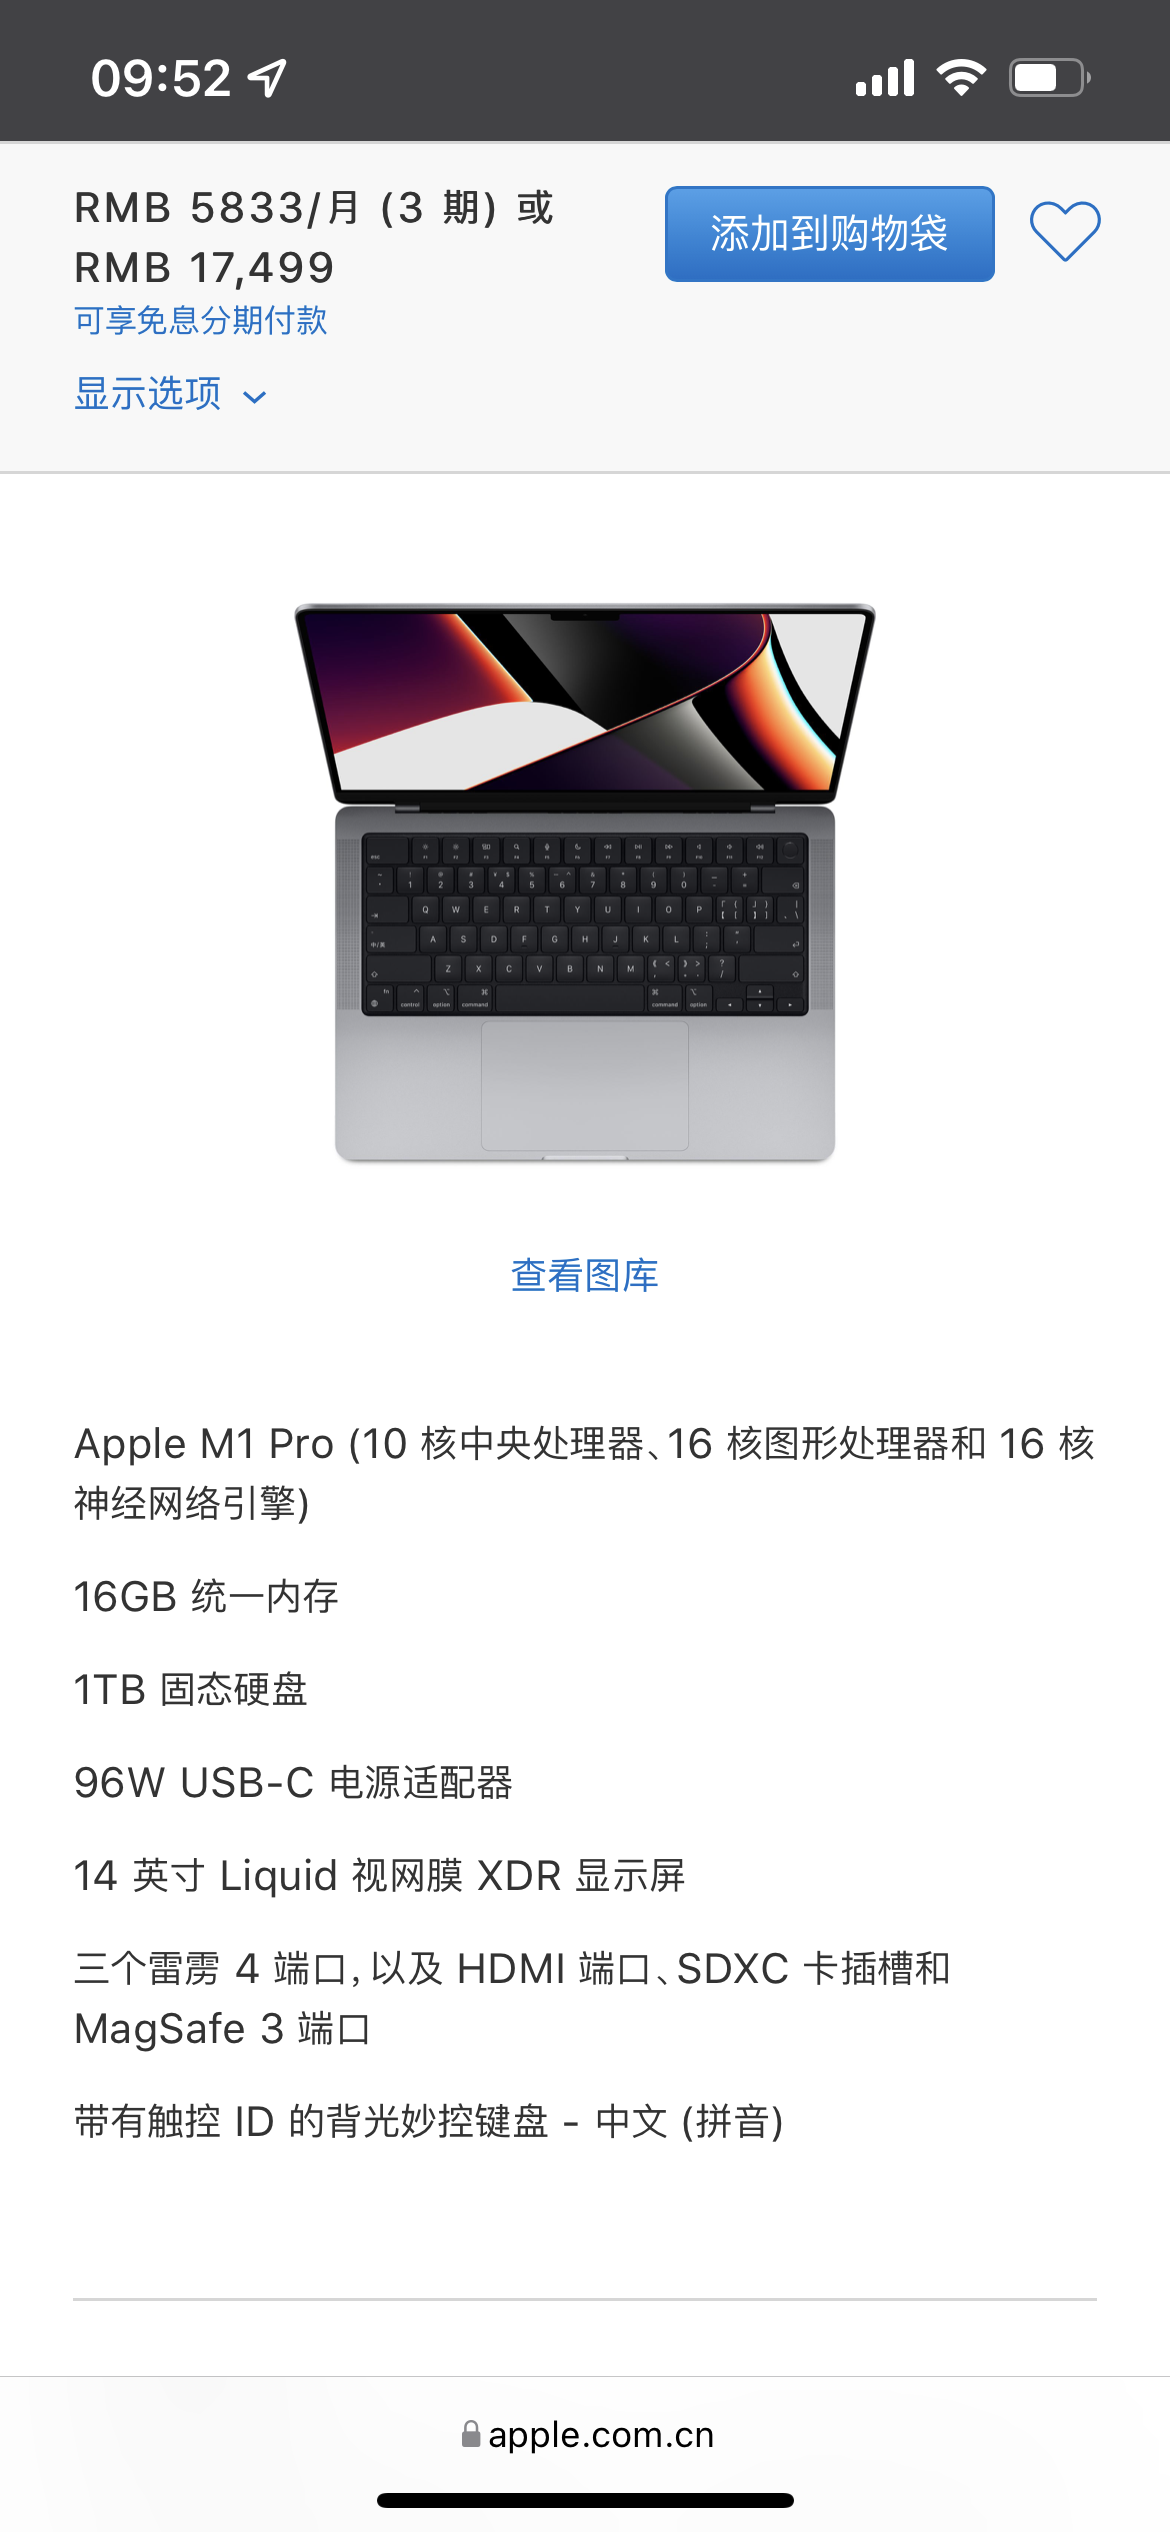 09:52
RMB 5833/月 (3 期) 或
RMB 17,499
可享免息分期付款
显示选项
添加到购物袋
查看图库
Apple M1 Pro (10 核中央处理器、16 核图形处理器和 16 核
神经网络引擎)
16GB 统一内存
1TB 固态硬盘
96W USB-C 电源适配器
14 英寸 Liquid 视网膜 XDR 显示屏
三个雷雳 4 端口，以及 HDMI 端口、SDXC 卡插槽和
MagSafe 3 端口
带有触控 ID 的背光妙控键盘 - 中文 (拼音)
apple.com.cn